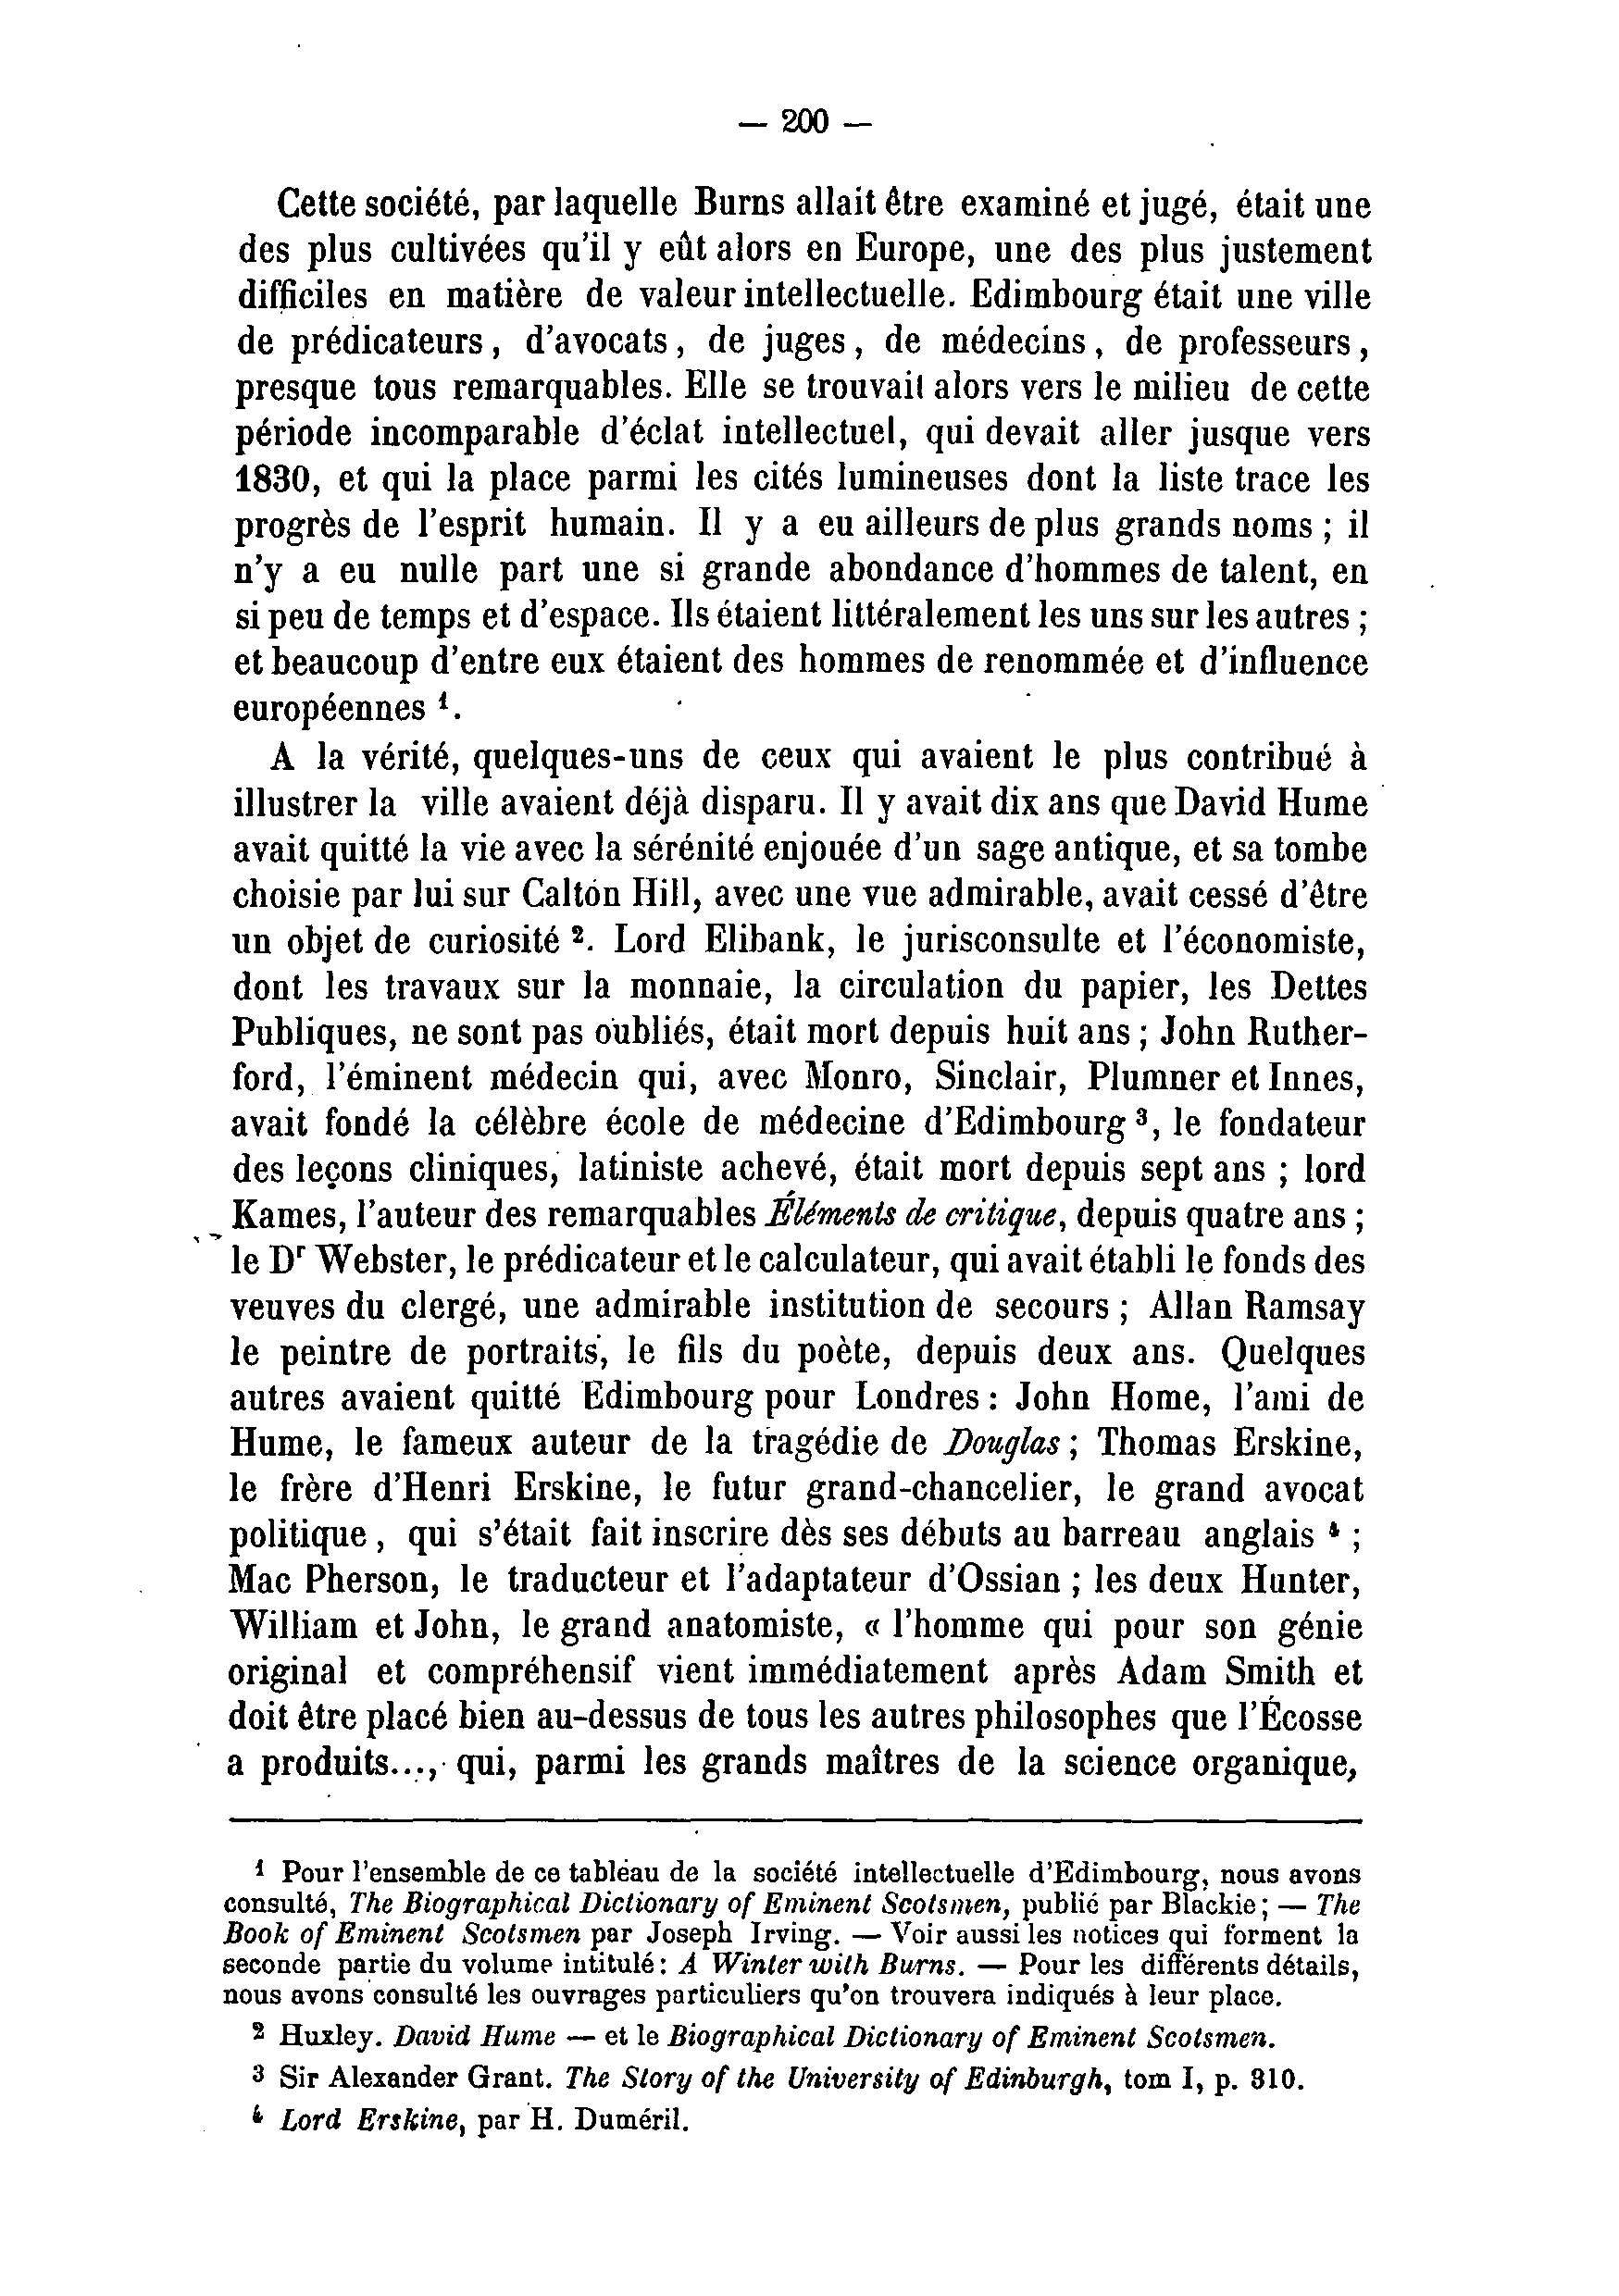 — 200 —
Cette société, par laquelle Burns allait être examiné et jugé, était une
des plus cultivées qu'il y eût alors en Europe, une des plus justement
difficiles en matière de valeur intellectuelle. Edimbourg était une ville
de prédicateurs, d'avocats, de juges, de médecins, de professeurs,
presque tous remarquables. Elle se trouvait alors vers le milieu de cette
période incomparable d'éclat intellectuel, qui devait aller jusque vers
1830, et qui la place parmi les cités lumineuses dont la liste trace les
progrès de l'esprit humain. Il y a eu ailleurs de plus grands noms ; il
n'y a eu nulle part une si grande abondance d'hommes de talent, en
si peu de temps et d'espace. Ils étaient littéralement les uns sur les autres ;
et beaucoup d'entre eux étaient des hommes de renommée et d'influence
européennes ¹.
A la vérité, quelques-uns de ceux qui avaient le plus contribué à
illustrer la ville avaient déjà disparu. Il y avait dix ans que David Hume
avait quitté la vie avec la sérénité enjouée d'un sage antique, et sa tombe
choisie par lui sur Calton Hill, avec une vue admirable, avait cessé d'être
un objet de curiosité ². Lord Elibank, le jurisconsulte et l'économiste,
dont les travaux sur la monnaie, la circulation du papier, les Dettes
Publiques, ne sont pas oubliés, était mort depuis huit ans ; John Ruther-
ford, l'éminent médecin qui, avec Monro, Sinclair, Plumner et Innes,
avait fondé la célèbre école de médecine d'Edimbourg ³, le fondateur
des leçons cliniques, latiniste achevé, était mort depuis sept ans ; lord
Kames, l'auteur des remarquables Éléments de critique, depuis quatre ans ;
le Dʳ Webster, le prédicateur et le calculateur, qui avait établi le fonds des
veuves du clergé, une admirable institution de secours ; Allan Ramsay
le peintre de portraits, le fils du poète, depuis deux ans. Quelques
autres avaient quitté Edimbourg pour Londres : John Home, l'ami de
Hume, le fameux auteur de la tragédie de Douglas ; Thomas Erskine,
le frère d'Henri Erskine, le futur grand-chancelier, le grand avocat
politique, qui s'était fait inscrire dès ses débuts au barreau anglais ⁴ ;
Mac Pherson, le traducteur et l'adaptateur d'Ossian ; les deux Hunter,
William et John, le grand anatomiste, « l'homme qui pour son génie
original et compréhensif vient immédiatement après Adam Smith et
doit être placé bien au-dessus de tous les autres philosophes que l'Écosse
a produits..., qui, parmi les grands maîtres de la science organique,
¹ Pour l'ensemble de ce tableau de la société intellectuelle d'Edimbourg, nous avons
consulté, The Biographical Dictionary of Eminent Scotsmen, publié par Blackie ; — The
Book of Eminent Scotsmen par Joseph Irving. — Voir aussi les notices qui forment la
seconde partie du volume intitulé : A Winter with Burns. — Pour les différents détails,
nous avons consulté les ouvrages particuliers qu'on trouvera indiqués à leur place.
² Huxley. David Hume — et le Biographical Dictionary of Eminent Scotsmen.
³ Sir Alexander Grant. The Story of the University of Edinburgh, tom I, p. 310.
⁴ Lord Erskine, par H. Duméril.